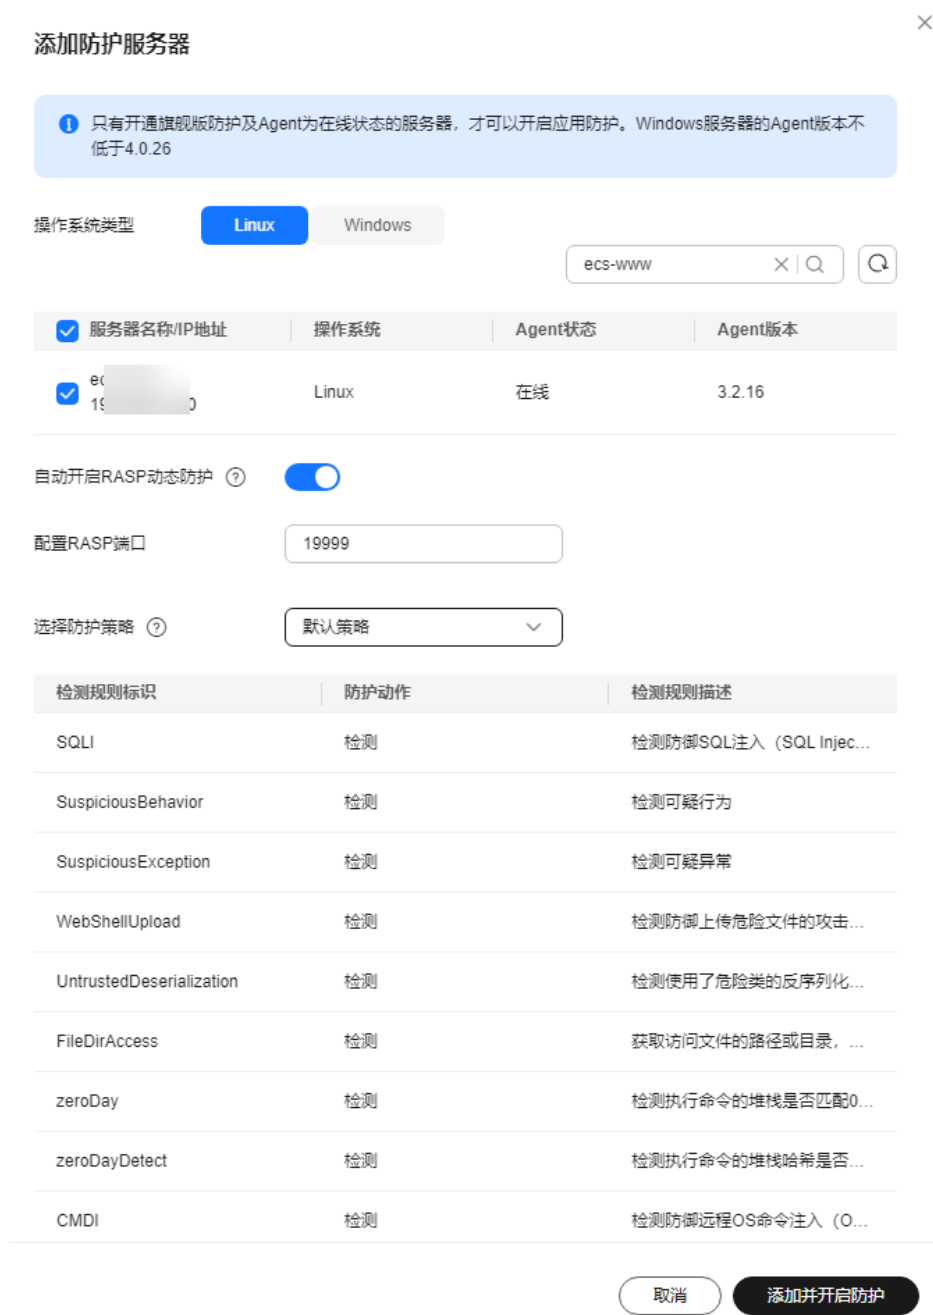 添加防护服务器
只有开通旗舰版防护及Agent为在线状态的服务器，才可以开启应用防护。Windows服务器的Agent版本不
低于4.0.26
操作系统类型 Linux Windows
ecs-www
服务器名称/IP地址 操作系统 Agent状态 Agent版本
Linux 在线 3.2.16
自动开启RASP动态防护
配置RASP端口 19999
选择防护策略 默认策略
检测规则标识 防护动作 检测规则描述
SQLI 检测 检测防御SQL注入（SQL Injec...
SuspiciousBehavior 检测 检测可疑行为
SuspiciousException 检测 检测可疑异常
WebShellUpload 检测 检测防御上传危险文件的攻击...
UntrustedDeserialization 检测 检测使用了危险类的反序列化...
FileDirAccess 检测 获取访问文件的路径或目录，...
zeroDay 检测 检测执行命令的堆栈是否匹配0...
zeroDayDetect 检测 检测执行命令的堆栈哈希是否...
CMDI 检测 检测防御远程OS命令注入（O...
取消 添加并开启防护